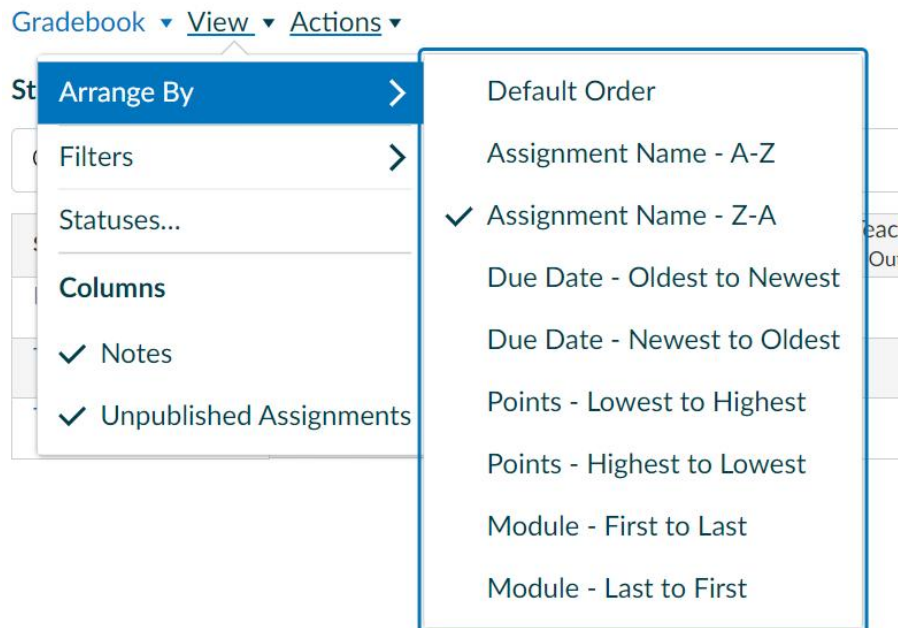 Gradebook View Actions
Arrange By
Filters
Statuses...
Columns
Notes
Unpublished Assignments
Default Order
Assignment Name - A-Z
Assignment Name - Z-A
Due Date - Oldest to Newest
Due Date - Newest to Oldest
Points - Lowest to Highest
Points - Highest to Lowest
Module - First to Last
Module - Last to First